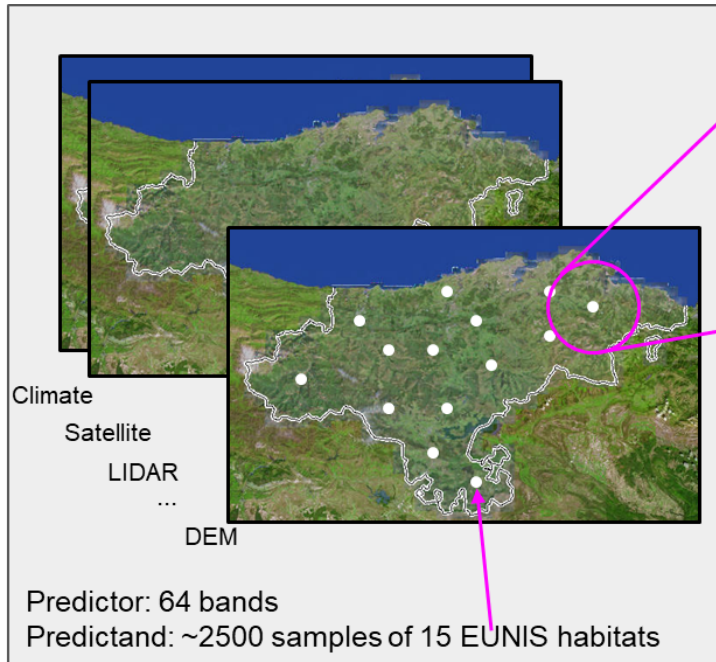 Climate
Satellite
LIDAR
...
DEM
Predictor: 64 bands
Predictand: ~2500 samples of 15 EUNIS habitats